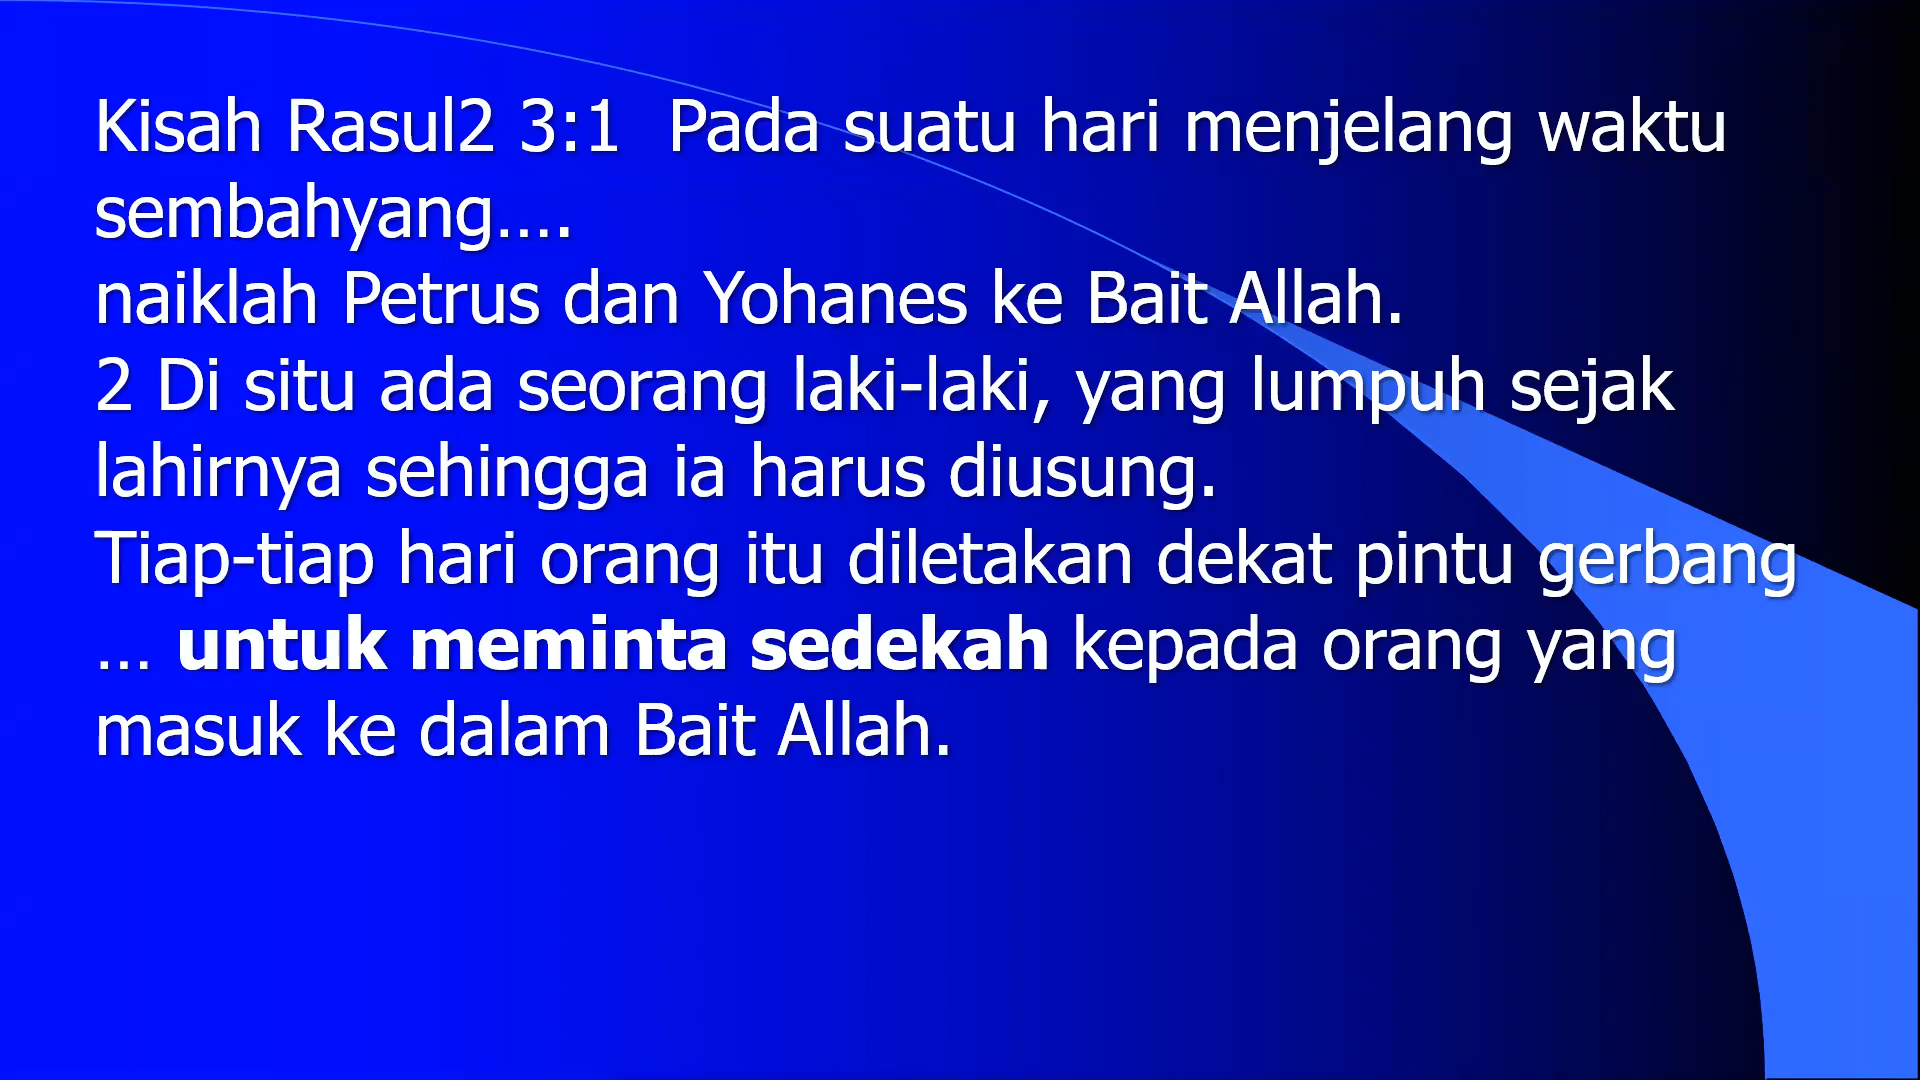 Kisah Rasul2 3:1  Pada suatu hari menjelang waktu
sembahyang….
naiklah Petrus dan Yohanes ke Bait Allah.
2 Di situ ada seorang laki-laki, yang lumpuh sejak
lahirnya sehingga ia harus diusung.
Tiap-tiap hari orang itu diletakan dekat pintu gerbang
… untuk meminta sedekah kepada orang yang
masuk ke dalam Bait Allah.